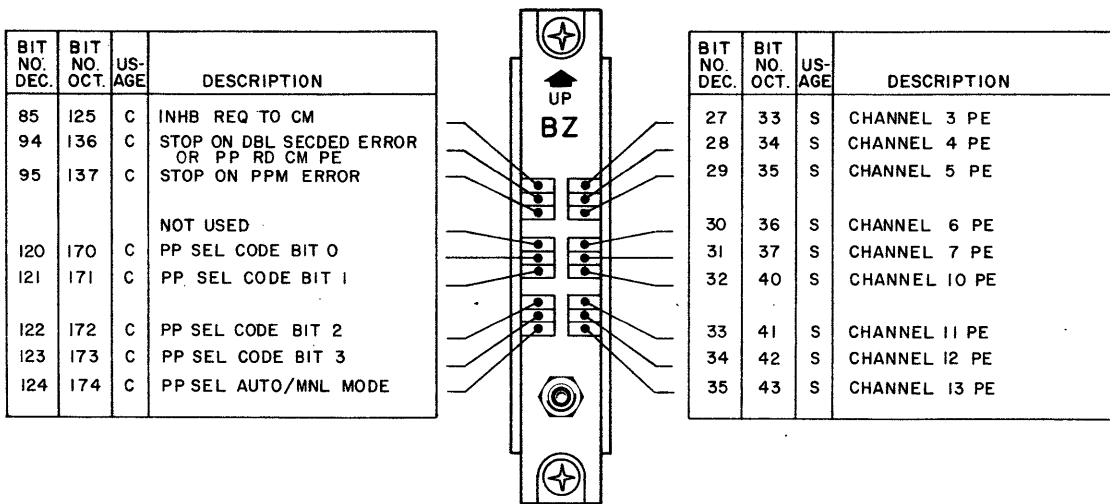 BIT NO. DEC. BIT NO. OCT. US-AGE DESCRIPTION
85 125 C INHB REQ TO CM
94 136 C STOP ON DBL SECDED ERROR
OR PP RD CM PE
95 137 C STOP ON PPM ERROR
NOT USED
120 170 C PP SEL CODE BIT 0
121 171 C PP SEL CODE BIT 1
122 172 C PP SEL CODE BIT 2
123 173 C PP SEL CODE BIT 3
124 174 C PP SEL AUTO/MNL MODE
UP
BZ
BIT NO. DEC. BIT NO. OCT. US-AGE DESCRIPTION
27 33 S CHANNEL 3 PE
28 34 S CHANNEL 4 PE
29 35 S CHANNEL 5 PE
30 36 S CHANNEL 6 PE
31 37 S CHANNEL 7 PE
32 40 S CHANNEL 10 PE
33 41 S CHANNEL 11 PE
34 42 S CHANNEL 12 PE
35 43 S CHANNEL 13 PE